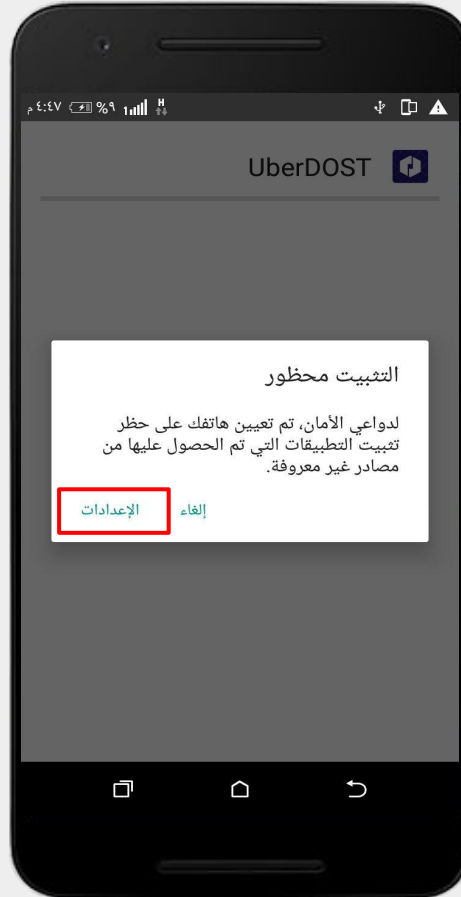 ٤:٤٧ م %٩ H
UberDOST
التثبيت محظور
لدواعي الأمان، تم تعيين هاتفك على حظر
تثبيت التطبيقات التي تم الحصول عليها من
مصادر غير معروفة.
إلغاء الإعدادات